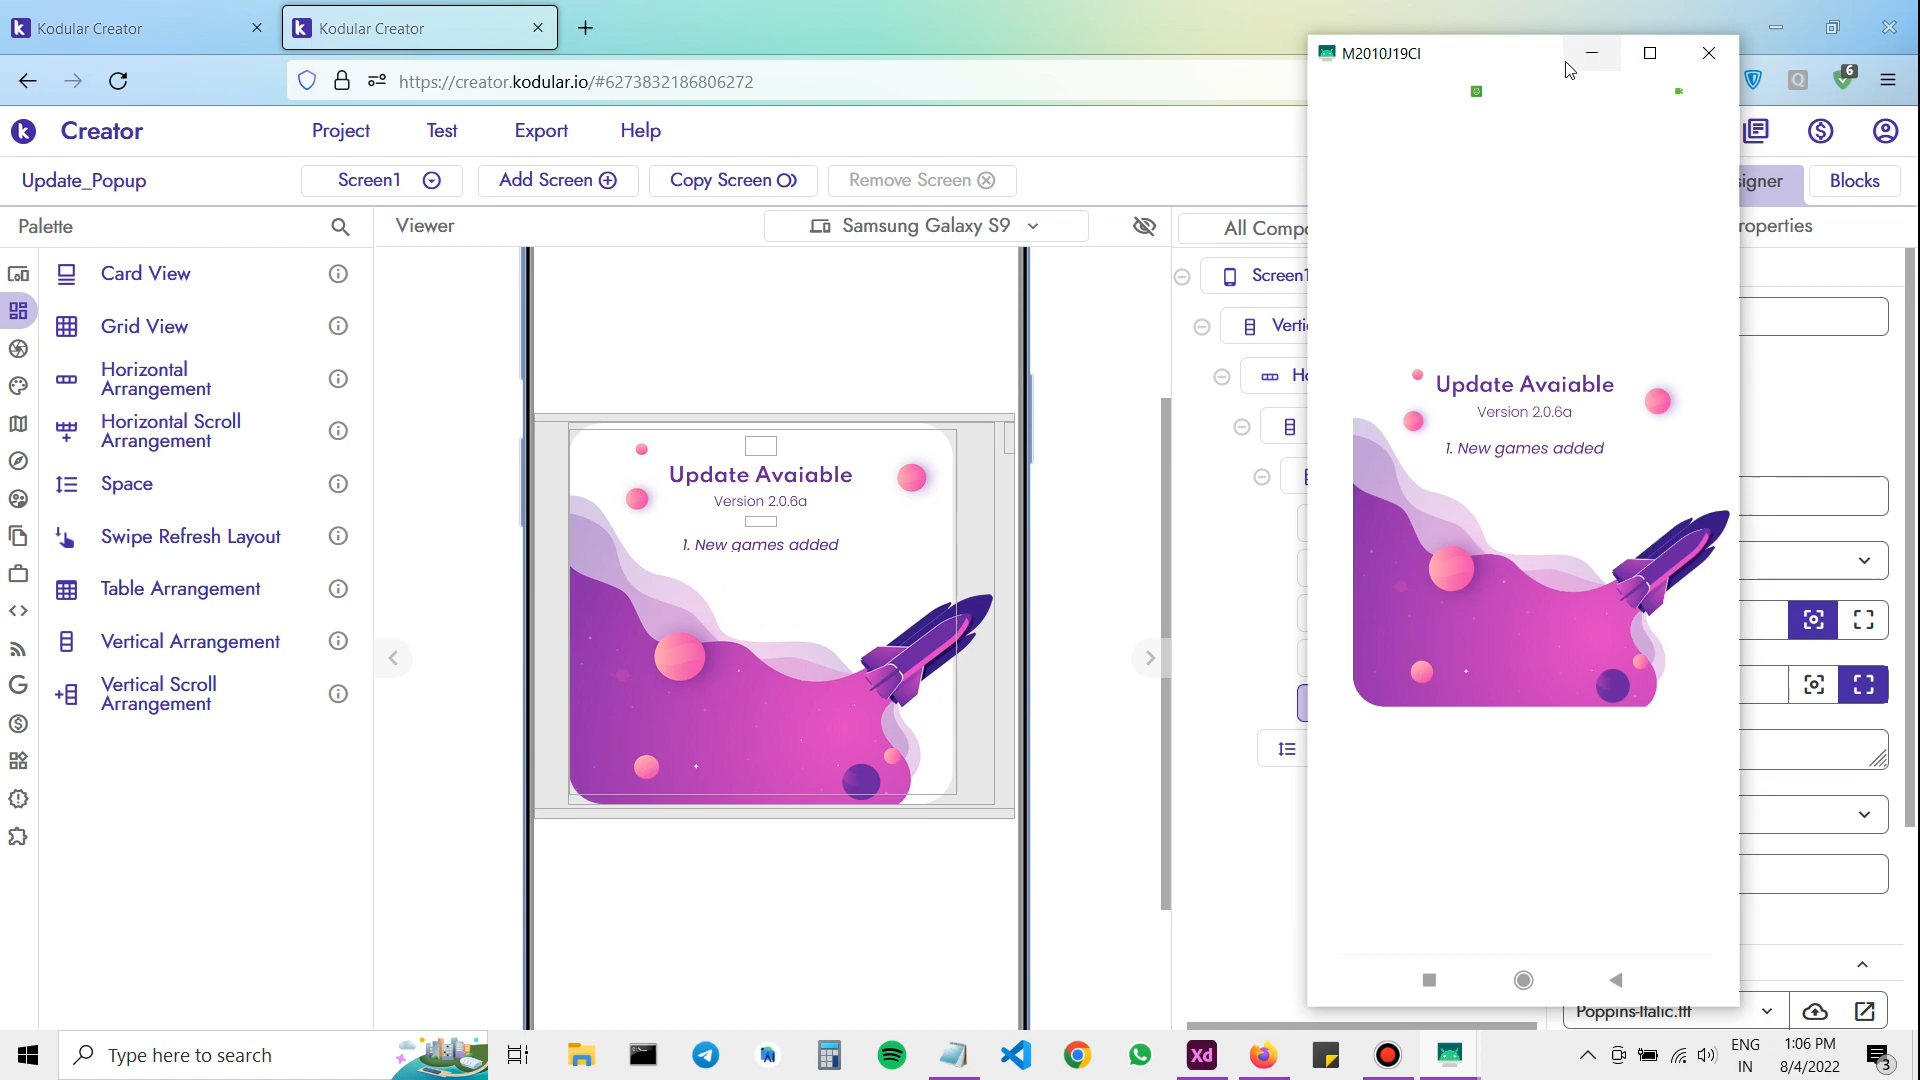 Kodular Creator
Kodular Creator
https://creator.kodular.io/#6273832186806272
M2010J19CI
6
Creator
Project
Test
Export
Help
Update_Popup
Screen1
Add Screen
Copy Screen
Remove Screen
igner
Blocks
Palette
Viewer
Samsung Galaxy S9
All Compo
roperties
Card View
Grid View
Horizontal
Arrangement
Horizontal Scroll
Arrangement
Space
Swipe Refresh Layout
Table Arrangement
Vertical Arrangement
Vertical Scroll
Arrangement
Update Avaiable
Version 2.0.6a
1. New games added
Screen1
Verti
Ho
Update Avaiable
Version 2.0.6a
1. New games added
Poppins-Italic.ttf
Type here to search
ENG
IN
1:06 PM
8/4/2022
3